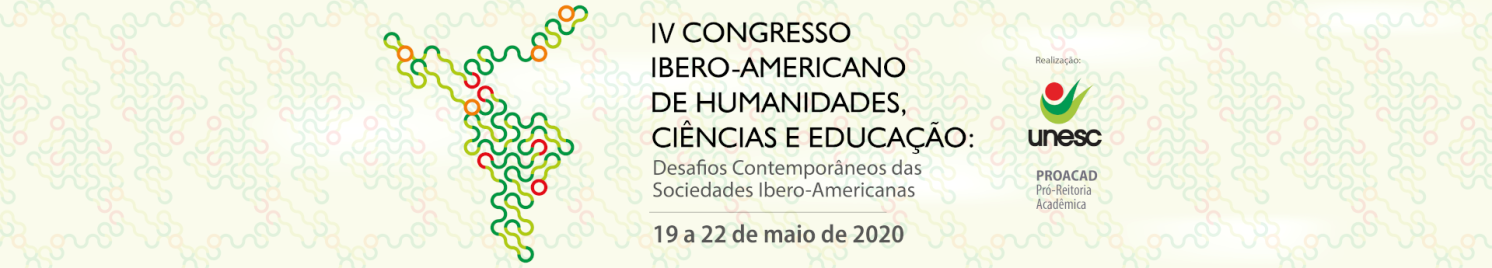 IV CONGRESSO
IBERO-AMERICANO
DE HUMANIDADES,
CIÊNCIAS E EDUCAÇÃO:
Desafios Contemporâneos das
Sociedades Ibero-Americanas
19 a 22 de maio de 2020
Realização:
unesc
PROACAD
Pró-Reitoria
Acadêmica